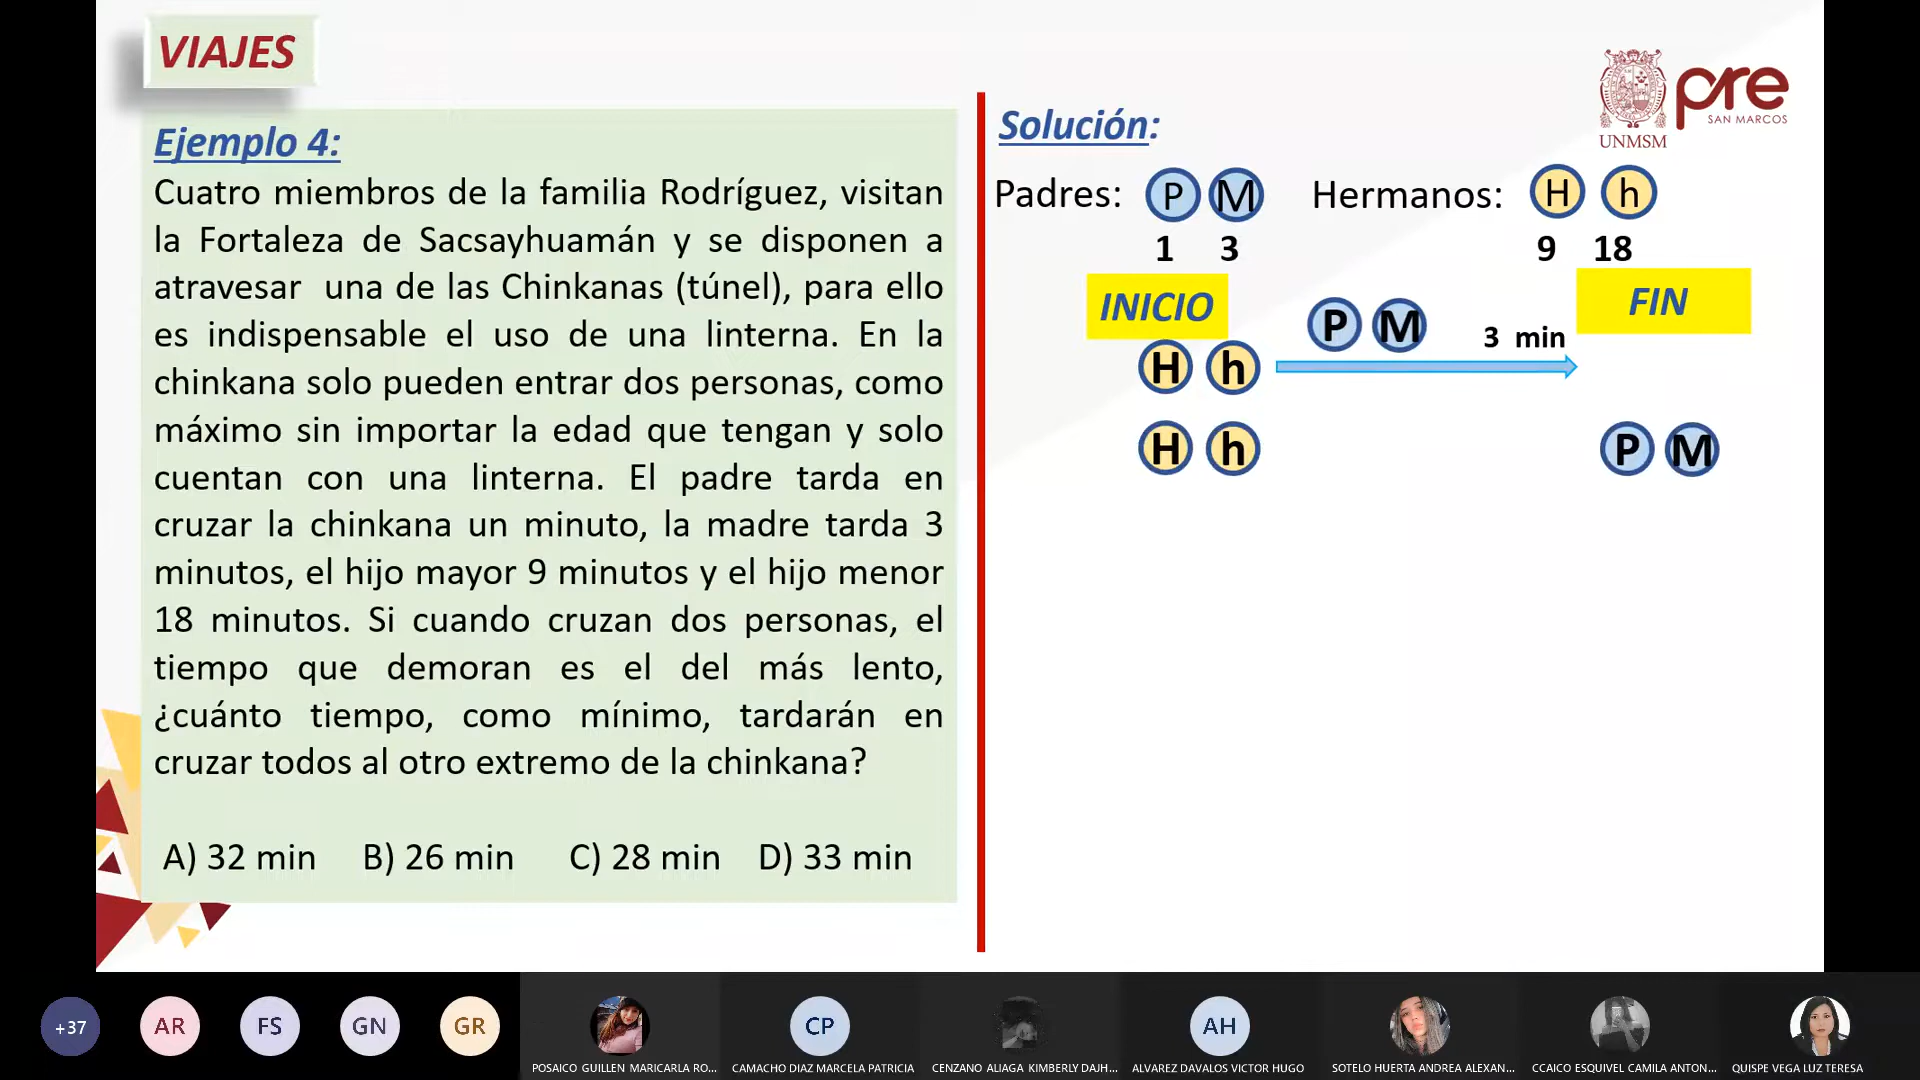 VIAJES
Ejemplo 4:
Cuatro miembros de la familia Rodríguez, visitan
la Fortaleza de Sacsayhuamán y se disponen a
atravesar una de las Chinkanas (túnel), para ello
es indispensable el uso de una linterna. En la
chinkana solo pueden entrar dos personas, como
máximo sin importar la edad que tengan y solo
cuentan con una linterna. El padre tarda en
cruzar la chinkana un minuto, la madre tarda 3
minutos, el hijo mayor 9 minutos y el hijo menor
18 minutos. Si cuando cruzan dos personas, el
tiempo que demoran es el del más lento,
¿cuánto tiempo, como mínimo, tardarán en
cruzar todos al otro extremo de la chinkana?
A) 32 min B) 26 min C) 28 min D) 33 min
Solución:
UNMSM
pre
SAN MARCOS
Padres: P M Hermanos: H h
1 3 9 18
INICIO
P M 3 min
FIN
H h
H h P M
+37 AR FS GN GR CP AH
POSAICO GUILLEN MARICARLA RO... CAMACHO DIAZ MARCELA PATRICIA CENZANO ALIAGA KIMBERLY DAJH... ALVAREZ DAVALOS VICTOR HUGO SOTELO HUERTA ANDREA ALEXAN... CCAICO ESQUIVEL CAMILA ANTON... QUISPE VEGA LUZ TERESA